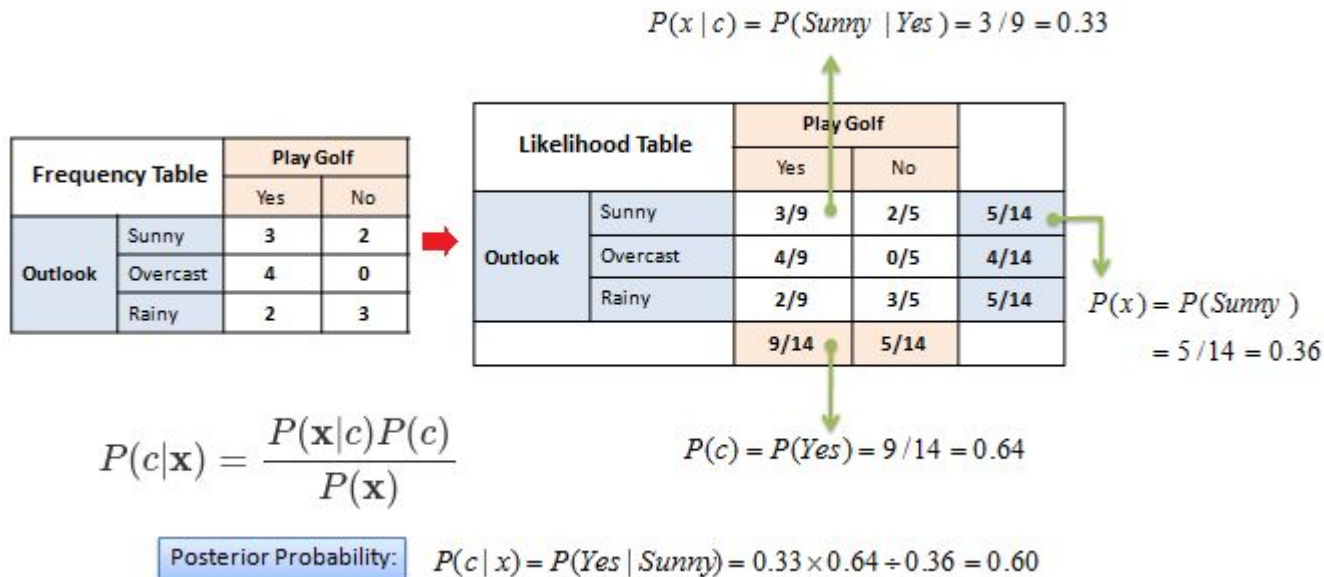 P(x | c) = P(Sunny | Yes) = 3 / 9 = 0.33
Frequency Table
Play Golf
Yes No
Outlook
Sunny 3 2
Overcast 4 0
Rainy 2 3
Likelihood Table
Play Golf
Yes No
Outlook
Sunny 3/9 2/5 5/14
Overcast 4/9 0/5 4/14
Rainy 2/9 3/5 5/14
9/14 5/14
P(x) = P(Sunny)
= 5 / 14 = 0.36
P(c) = P(Yes) = 9 / 14 = 0.64
P(c|x) = P(x|c)P(c) / P(x)
Posterior Probability: P(c | x) = P(Yes | Sunny) = 0.33 × 0.64 ÷ 0.36 = 0.60